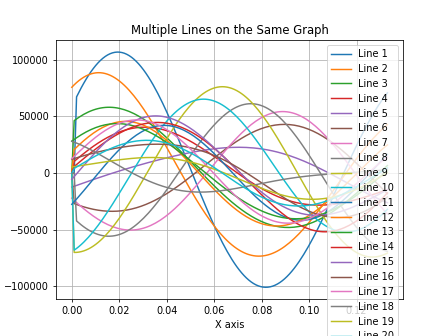 Multiple Lines on the Same Graph
100000
50000
0
−50000
−100000
0.00
0.02
0.04
0.06
0.08
0.10
X axis
Line 1
Line 2
Line 3
Line 4
Line 5
Line 6
Line 7
Line 8
Line 9
Line 10
Line 11
Line 12
Line 13
Line 14
Line 15
Line 16
Line 17
Line 18
Line 19
Line 20